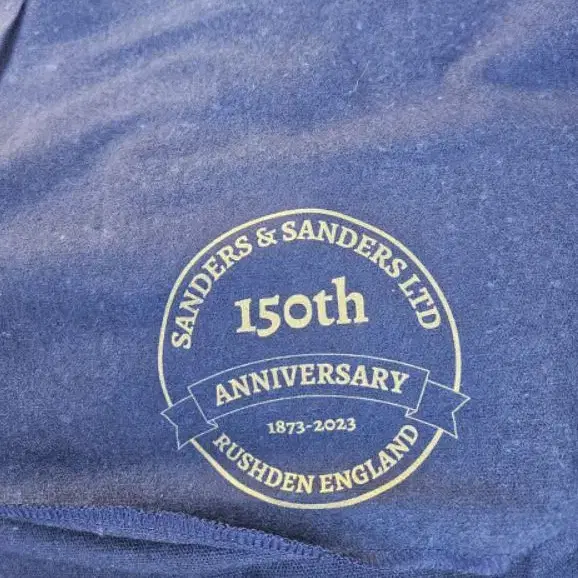 SANDERS & SANDERS LTD
150th
ANNIVERSARY
1873-2023
RUSHDEN ENGLAND